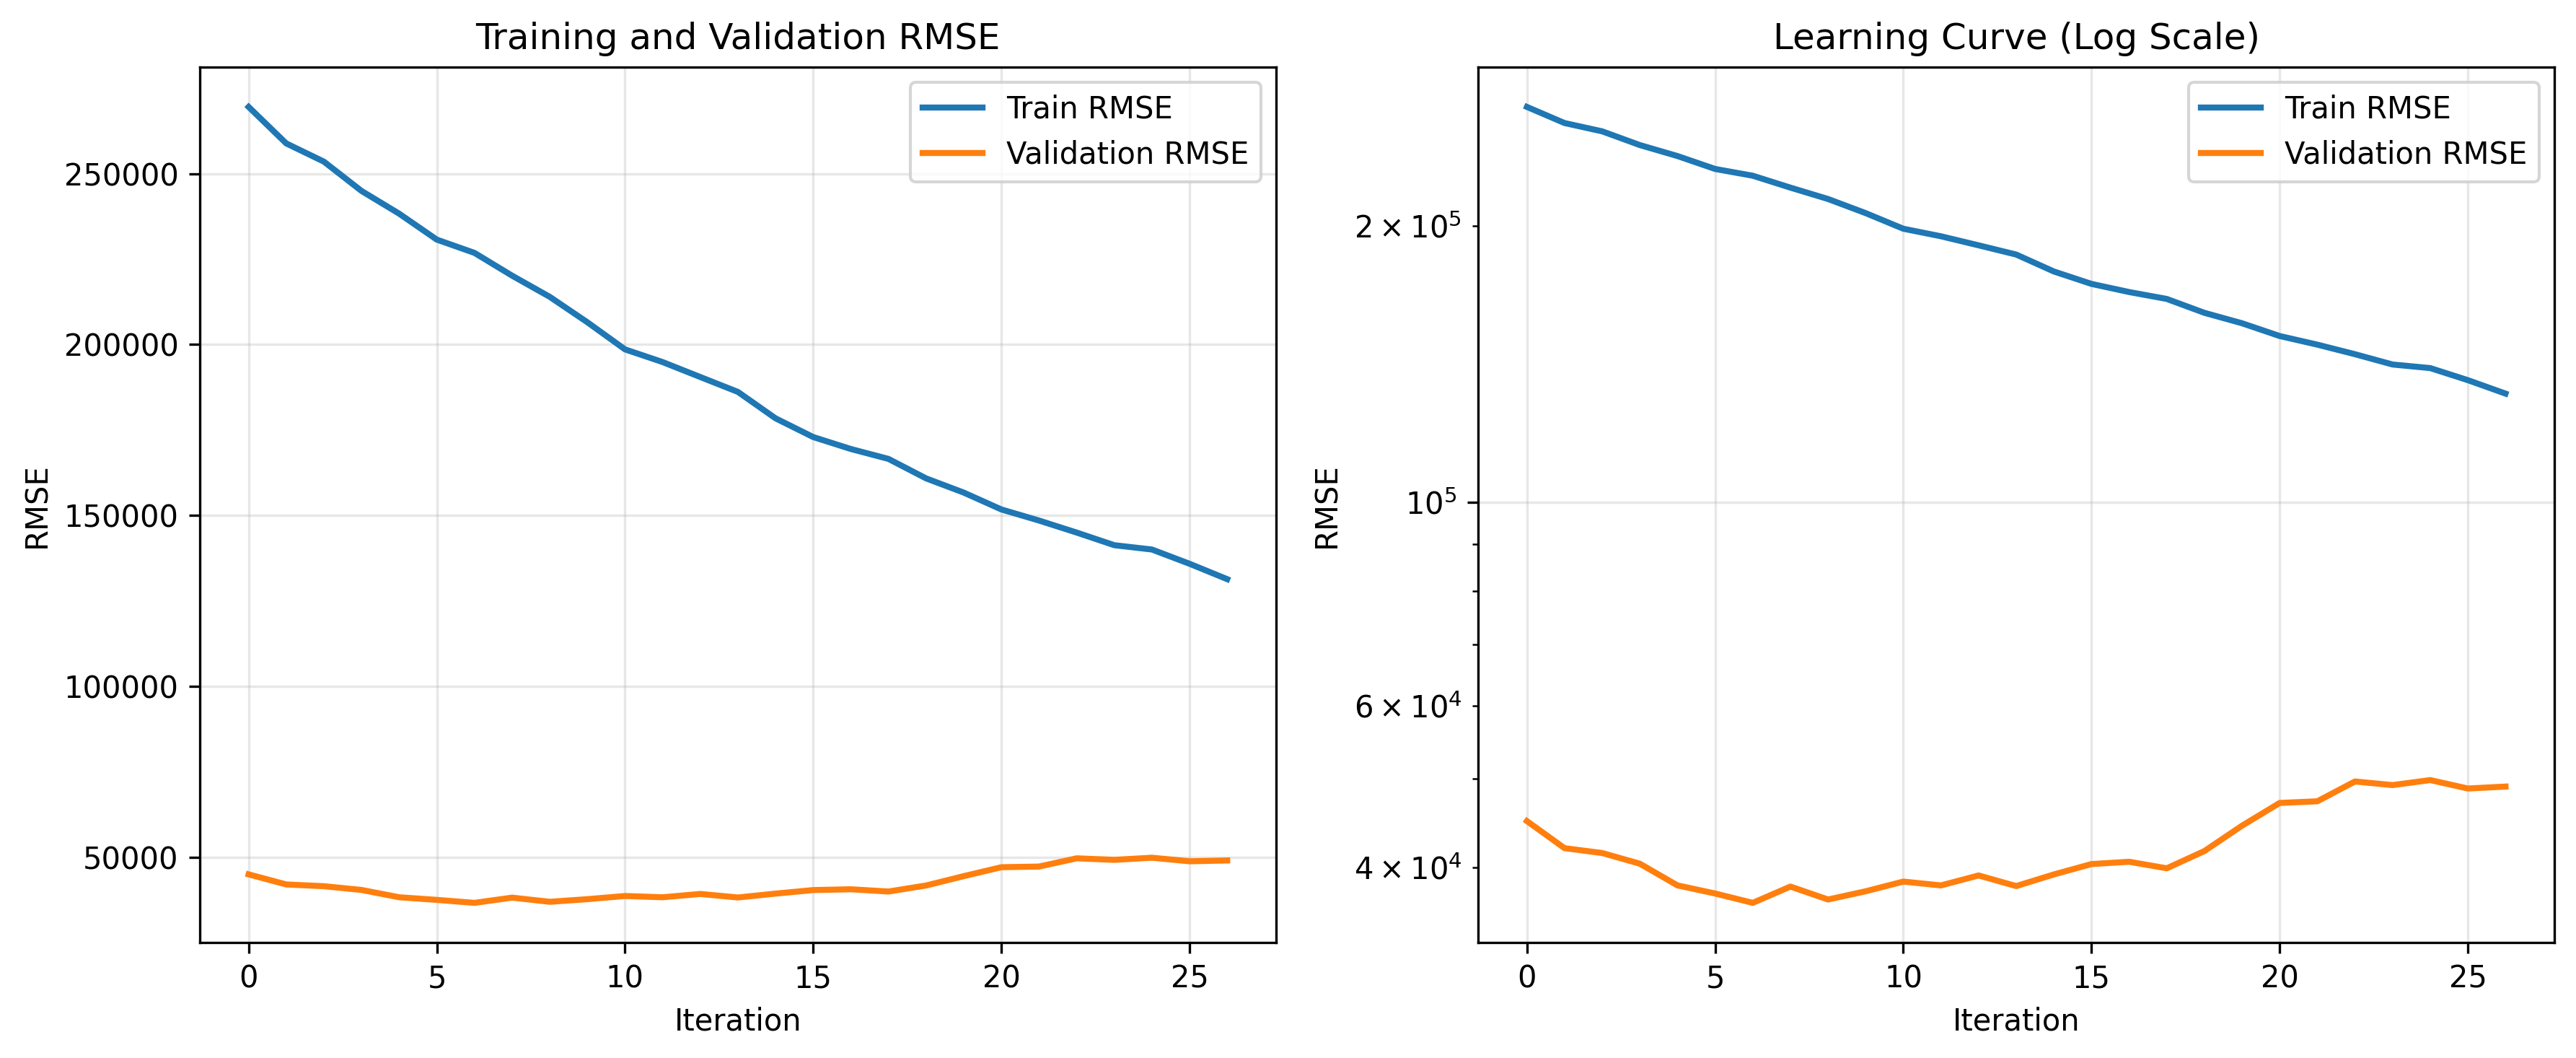 Training and Validation RMSE
Train RMSE
Validation RMSE
250000
200000
150000
100000
50000
RMSE
0 5 10 15 20 25
Iteration
Learning Curve (Log Scale)
Train RMSE
Validation RMSE
2 × 10⁵
10⁵
6 × 10⁴
4 × 10⁴
RMSE
0 5 10 15 20 25
Iteration